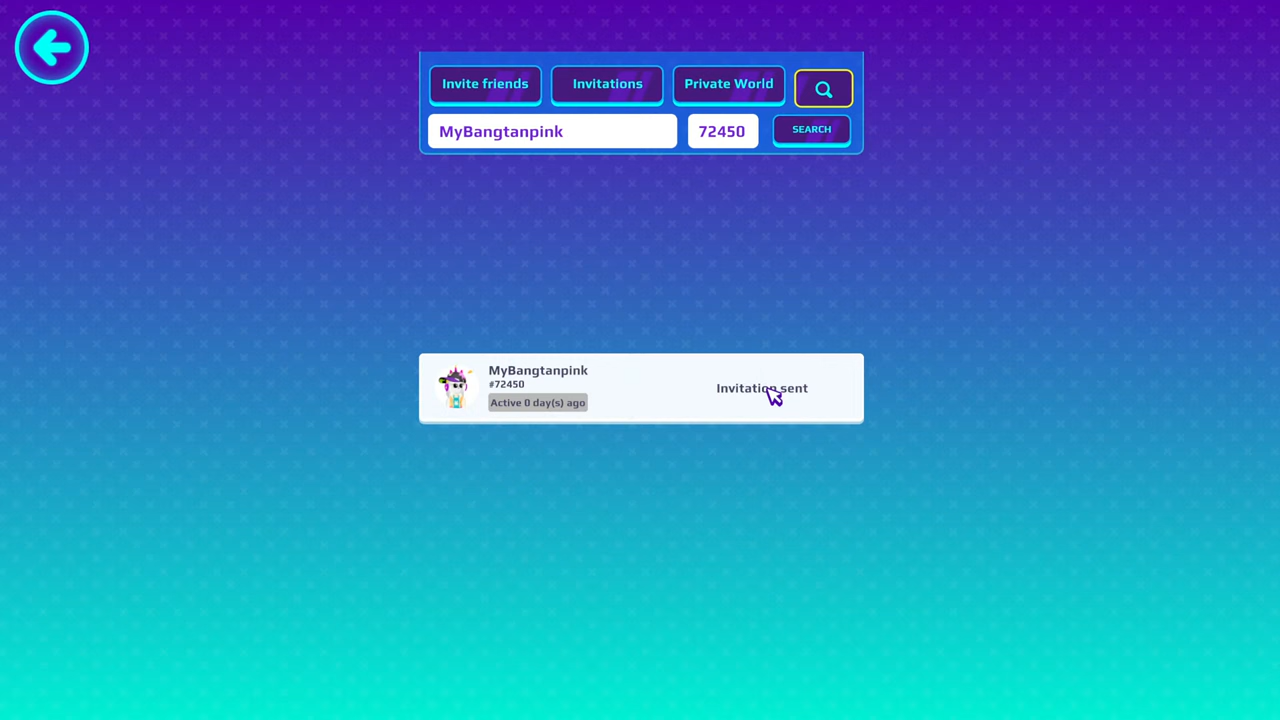 Invite friends
Invitations
Private World
MyBangtanpink
72450
SEARCH
MyBangtanpink
#72450
Active 0 day(s) ago
Invitation sent